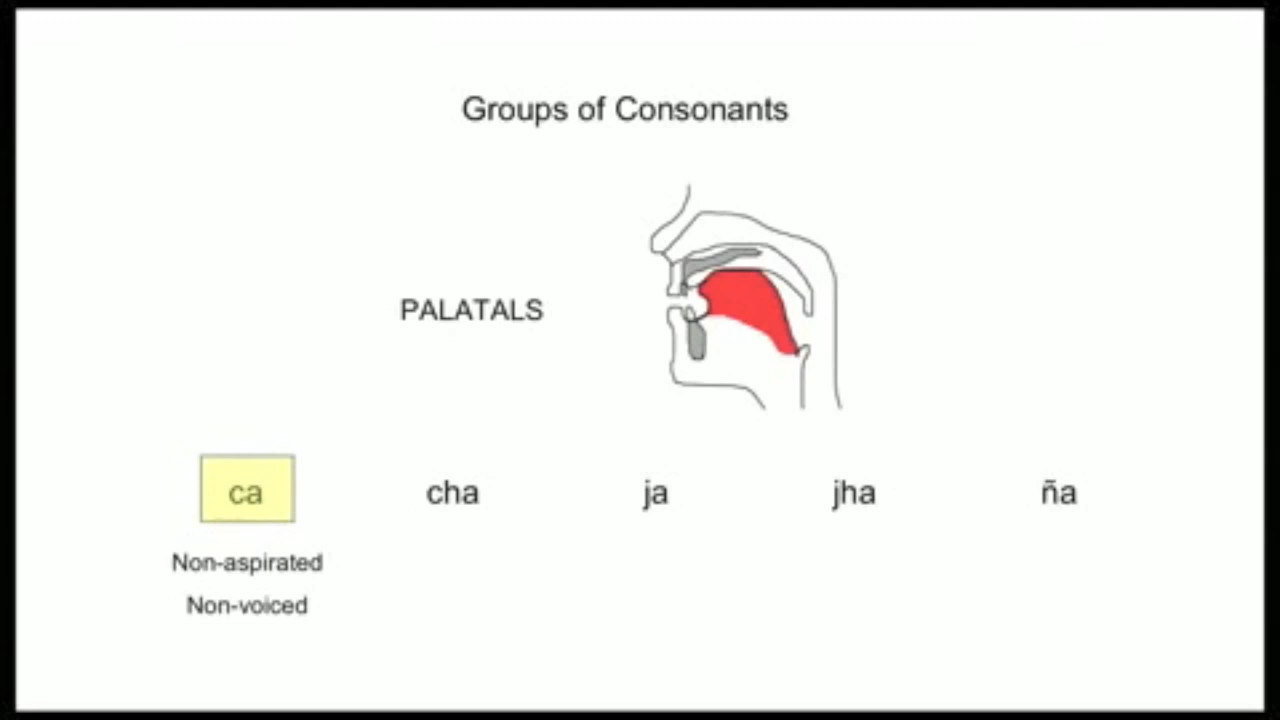 Groups of Consonants
PALATALS
ca cha ja jha ña
Non-aspirated
Non-voiced